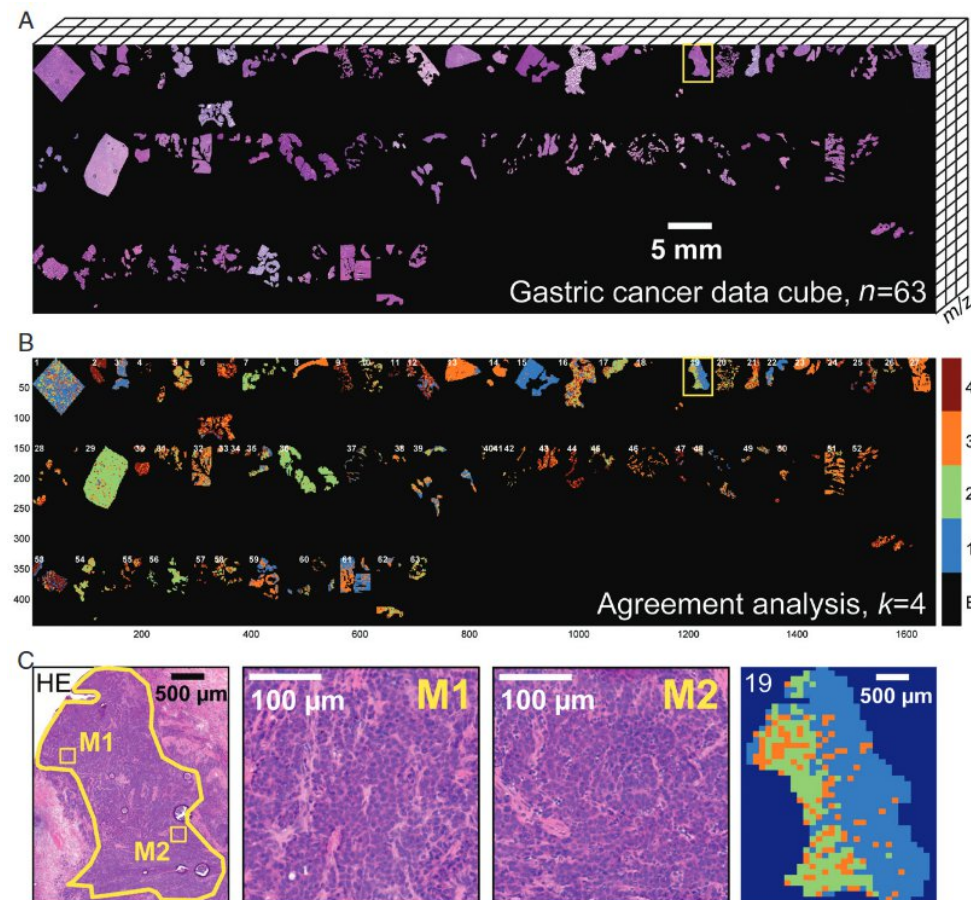 A
m/z
5 mm
Gastric cancer data cube, n=63
B
1 2 3 4 5 6 7 8 9 10 11 12 13 14 15 16 17 18 19 20 21 22 23 24 25 26 27
50
100
28 29 30 31 32 33 34 35 36 37 38 39 40 41 42 43 44 45 46 46 47 48 49 50 51 52
150
200
250
300
53 54 55 56 57 58 59 60 61 62 63
350
400
4
3
2
1
Agreement analysis, k=4
200 400 600 800 1000 1200 1400 1600
C
HE
500 µm
M1
M2
100 µm
M1
100 µm
M2
19
500 µm